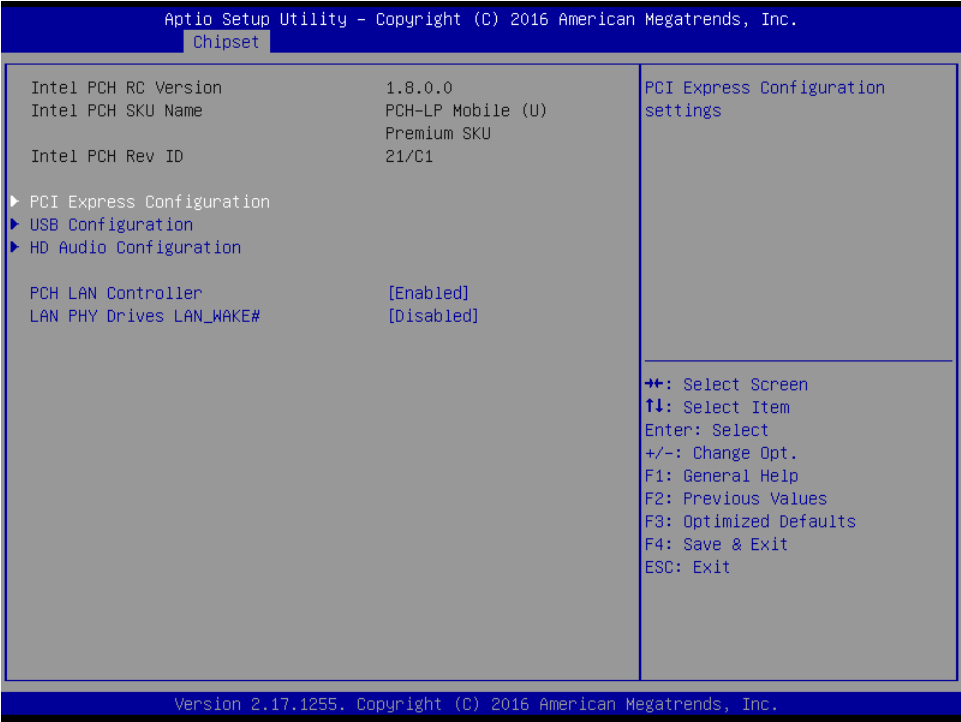 Aptio Setup Utility – Copyright (C) 2016 American Megatrends, Inc.
Chipset
Intel PCH RC Version 1.8.0.0
Intel PCH SKU Name PCH-LP Mobile (U)
Premium SKU
Intel PCH Rev ID 21/C1
PCI Express Configuration
USB Configuration
HD Audio Configuration
PCH LAN Controller [Enabled]
LAN PHY Drives LAN_WAKE# [Disabled]
PCI Express Configuration
settings
→←: Select Screen
↑↓: Select Item
Enter: Select
+/-: Change Opt.
F1: General Help
F2: Previous Values
F3: Optimized Defaults
F4: Save & Exit
ESC: Exit
Version 2.17.1255. Copyright (C) 2016 American Megatrends, Inc.